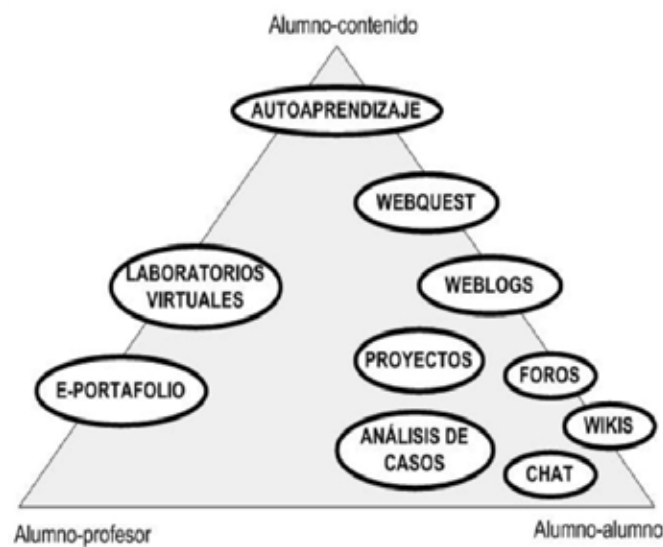 Alumno-contenido
AUTOAPRENDIZAJE
WEBQUEST
LABORATORIOS
VIRTUALES
WEBLOGS
PROYECTOS
FOROS
E-PORTAFOLIO
WIKIS
ANÁLISIS DE
CASOS
CHAT
Alumno-profesor
Alumno-alumno